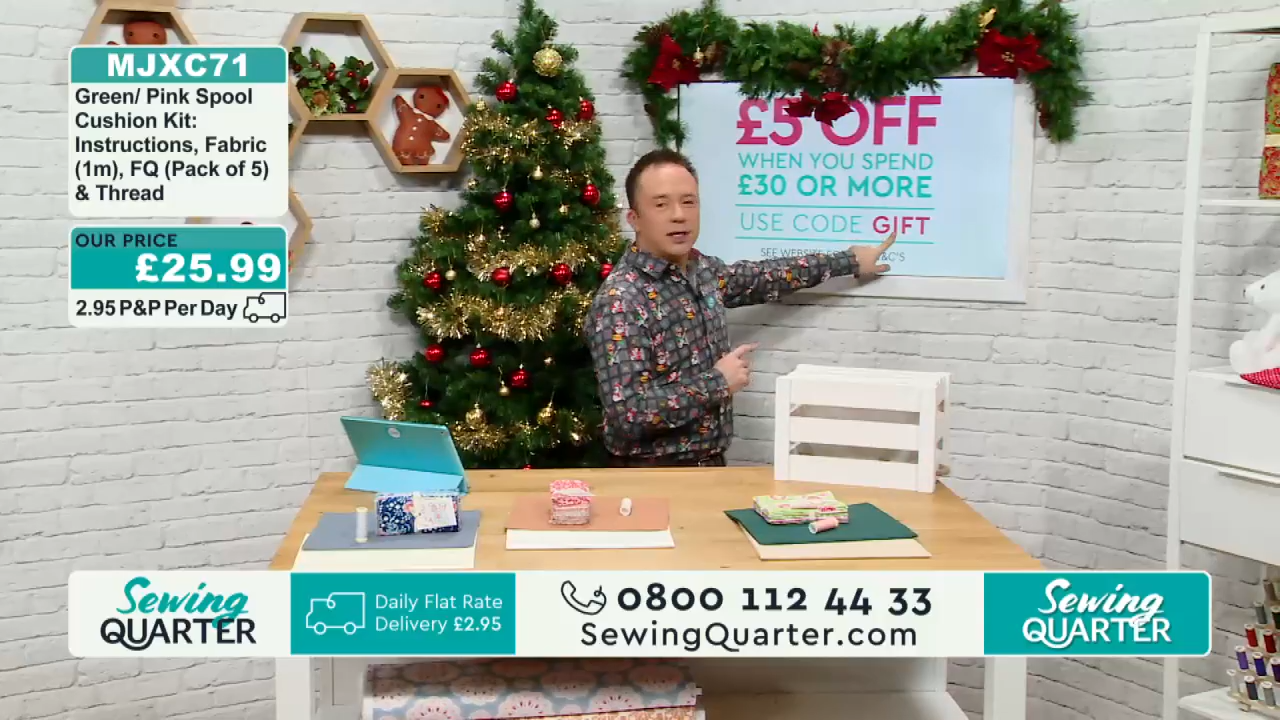 MJXC71
Green/ Pink Spool
Cushion Kit:
Instructions, Fabric
(1m), FQ (Pack of 5)
& Thread
OUR PRICE
£25.99
2.95 P&P Per Day
£5 OFF
WHEN YOU SPEND
£30 OR MORE
USE CODE GIFT
SEE WEBSITE
Sewing
QUARTER
Daily Flat Rate
Delivery £2.95
0800 112 44 33
SewingQuarter.com
Sewing
QUARTER